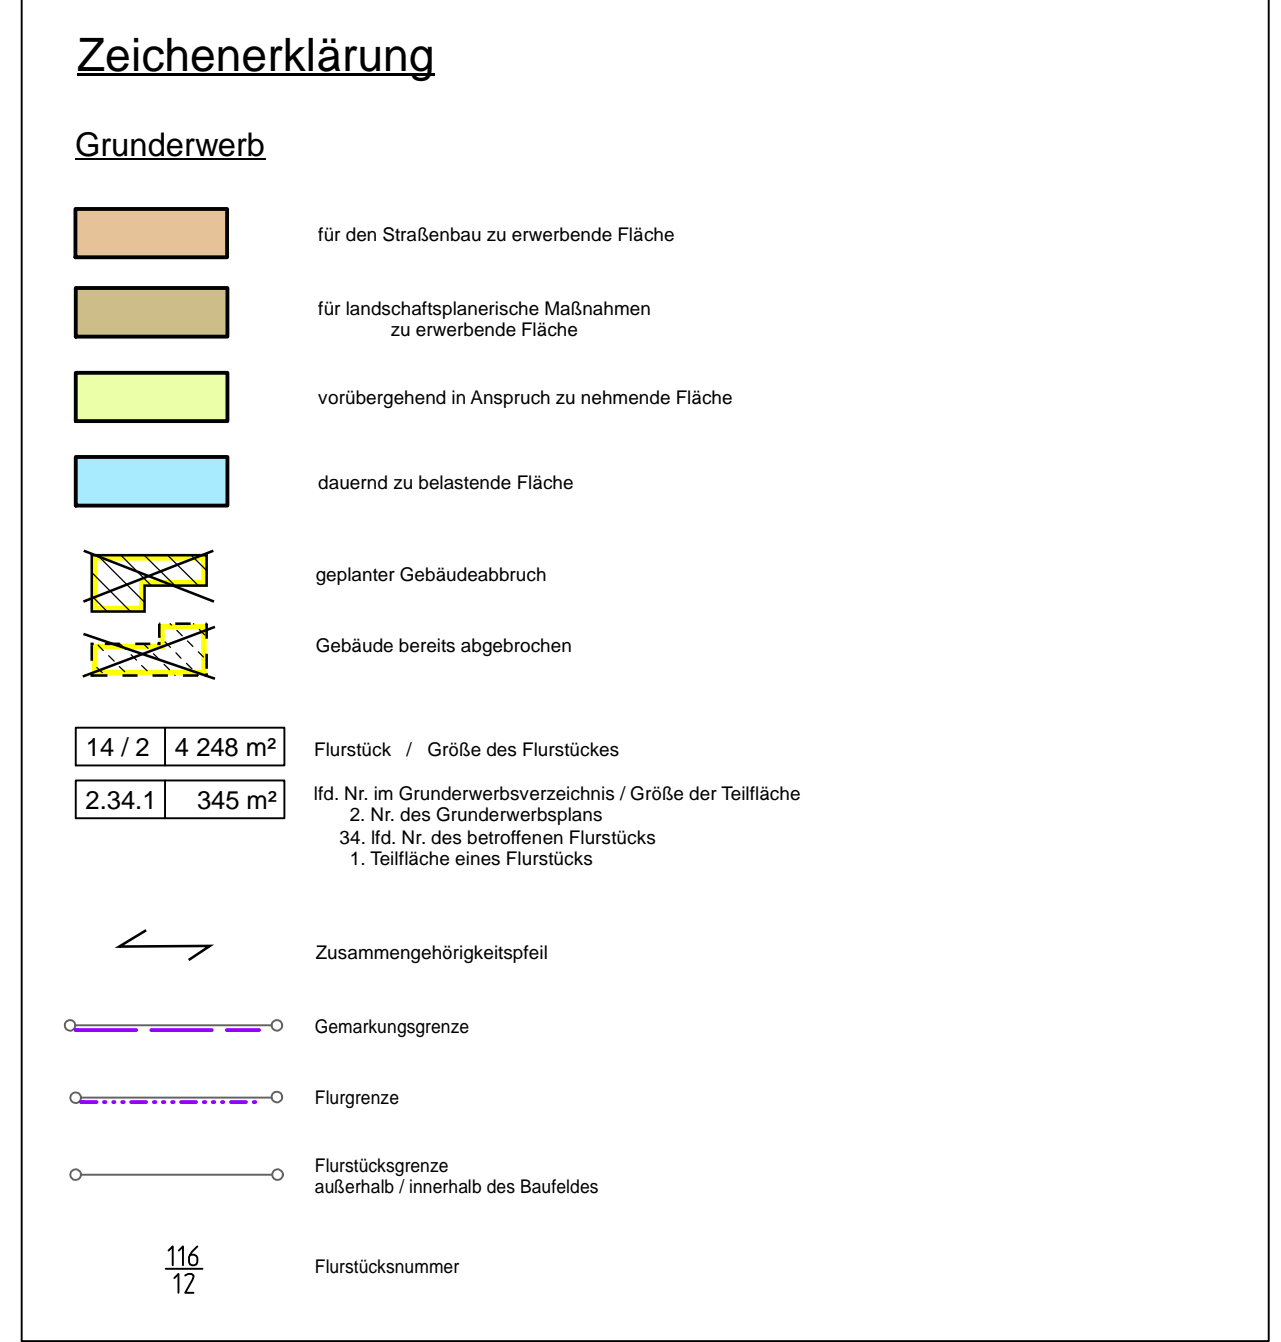 Zeichenerklärung
Grunderwerb
für den Straßenbau zu erwerbende Fläche
für landschaftsplanerische Maßnahmen
zu erwerbende Fläche
vorübergehend in Anspruch zu nehmende Fläche
dauernd zu belastende Fläche
geplanter Gebäudeabbruch
Gebäude bereits abgebrochen
14 / 2 4 248 m² Flurstück / Größe des Flurstückes
2.34.1 345 m² lfd. Nr. im Grunderwerbsverzeichnis / Größe der Teilfläche
2. Nr. des Grunderwerbsplans
34. lfd. Nr. des betroffenen Flurstücks
1. Teilfläche eines Flurstücks
Zusammengehörigkeitspfeil
Gemarkungsgrenze
Flurgrenze
Flurstücksgrenze
außerhalb / innerhalb des Baufeldes
116
12
Flurstücksnummer